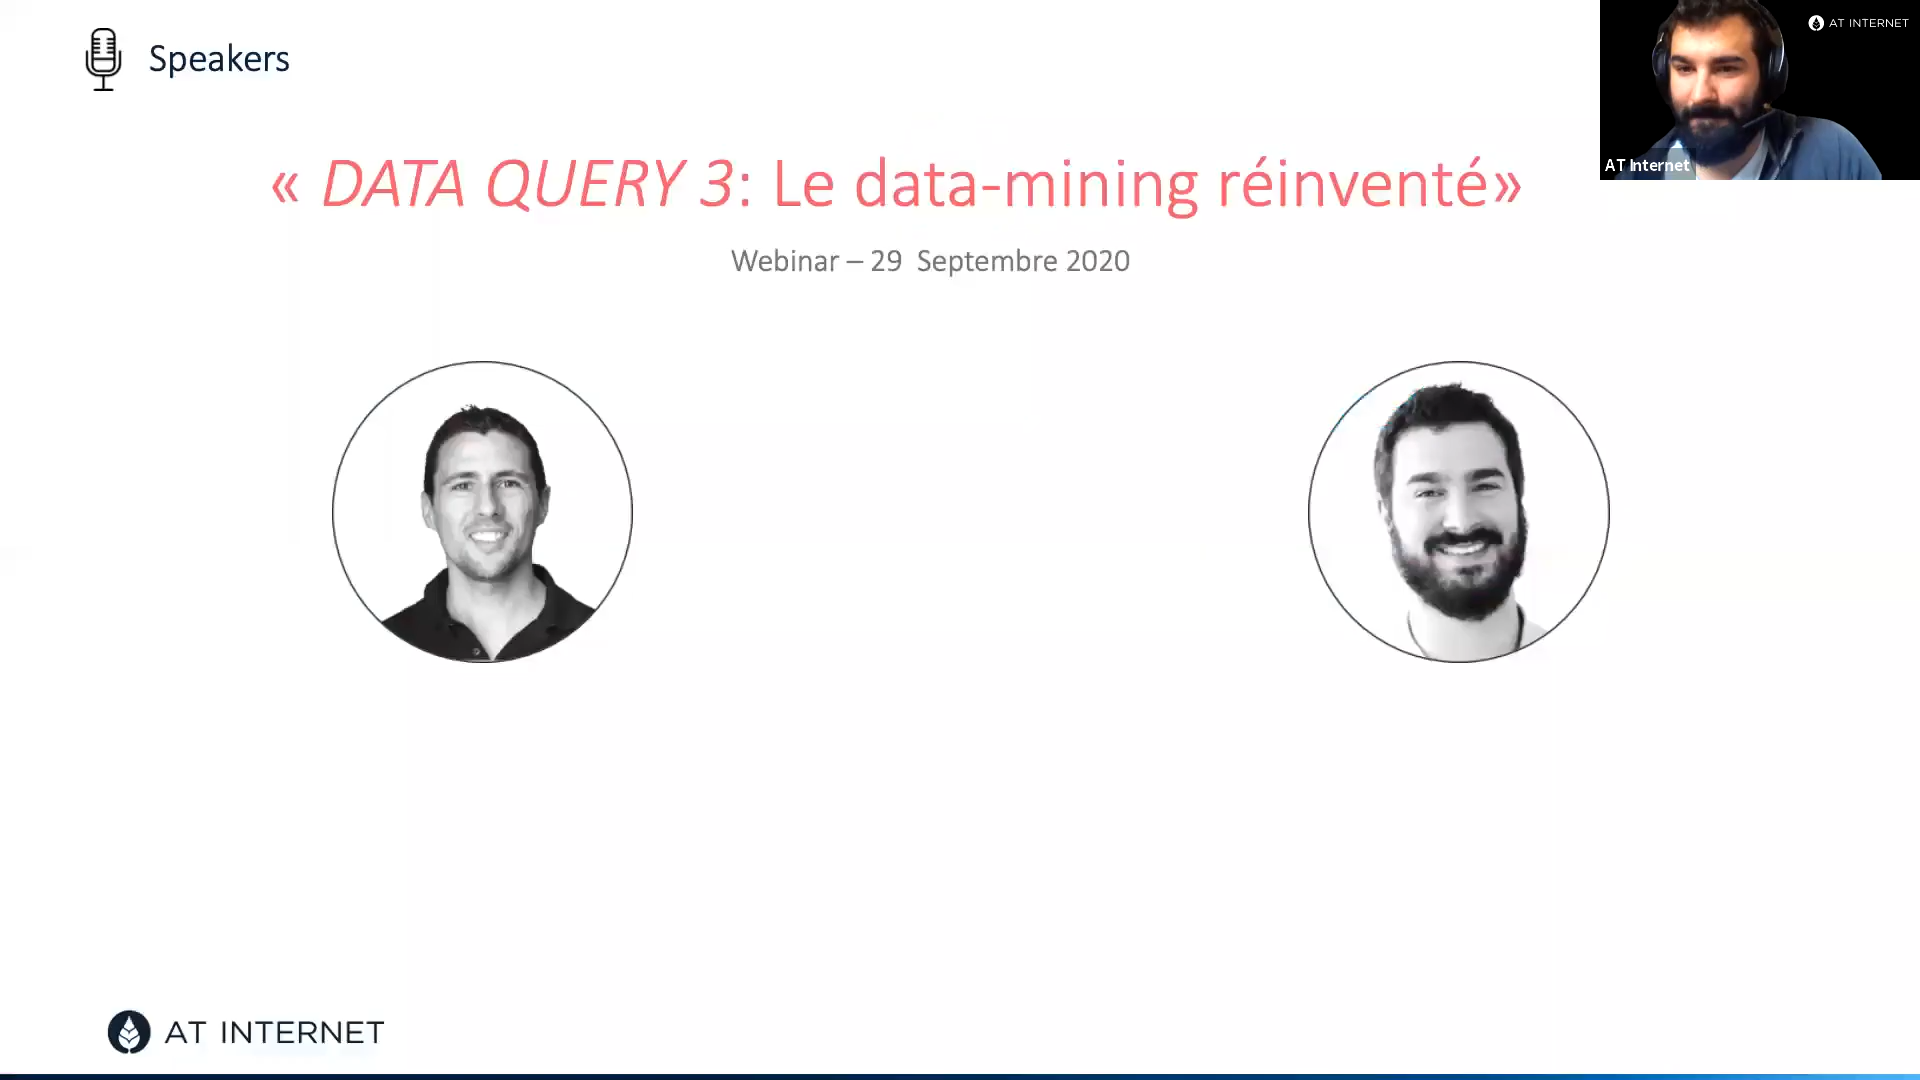 Speakers
AT INTERNET
« DATA QUERY 3: Le data-mining réinventé»
AT Internet
Webinar – 29 Septembre 2020
AT INTERNET